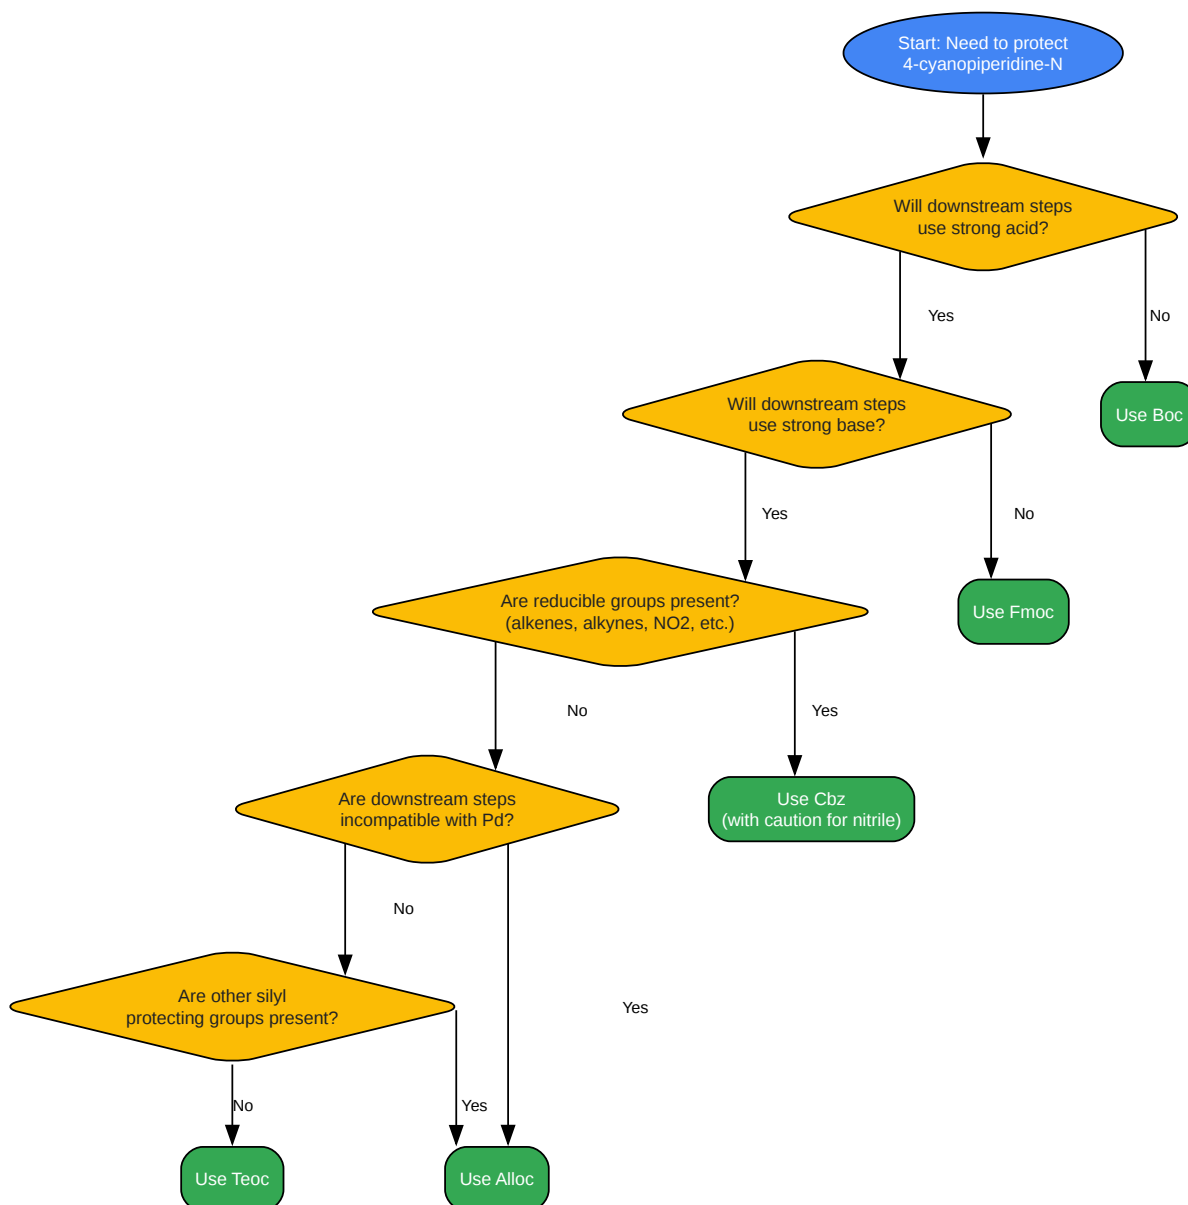 Start: Need to protect
4-cyanopiperidine-N
Will downstream steps
use strong acid?
Yes
No
Will downstream steps
use strong base?
Use Boc
Yes
No
Are reducible groups present?
(alkenes, alkynes, NO2, etc.)
Use Fmoc
No
Yes
Are downstream steps
incompatible with Pd?
Use Cbz
(with caution for nitrile)
No
Are other silyl
protecting groups present?
Yes
No
Yes
Use Teoc
Use Alloc